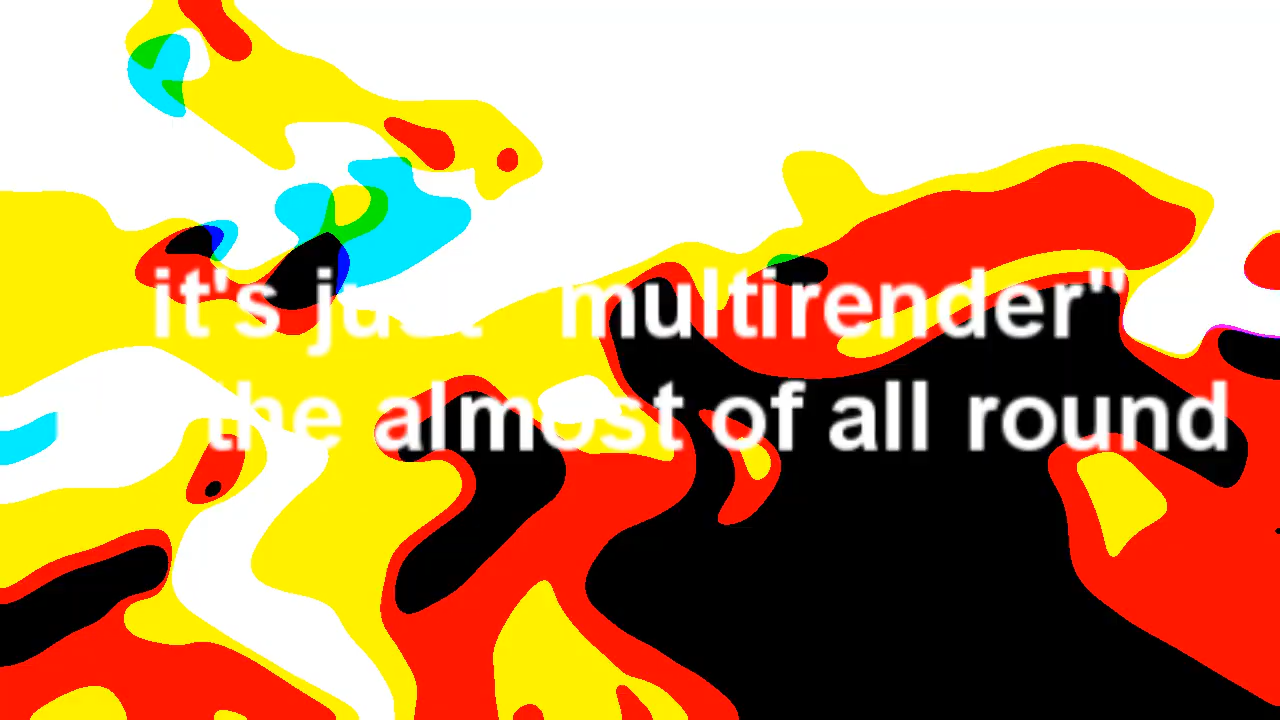 it's just "multirender"
the almost of all round